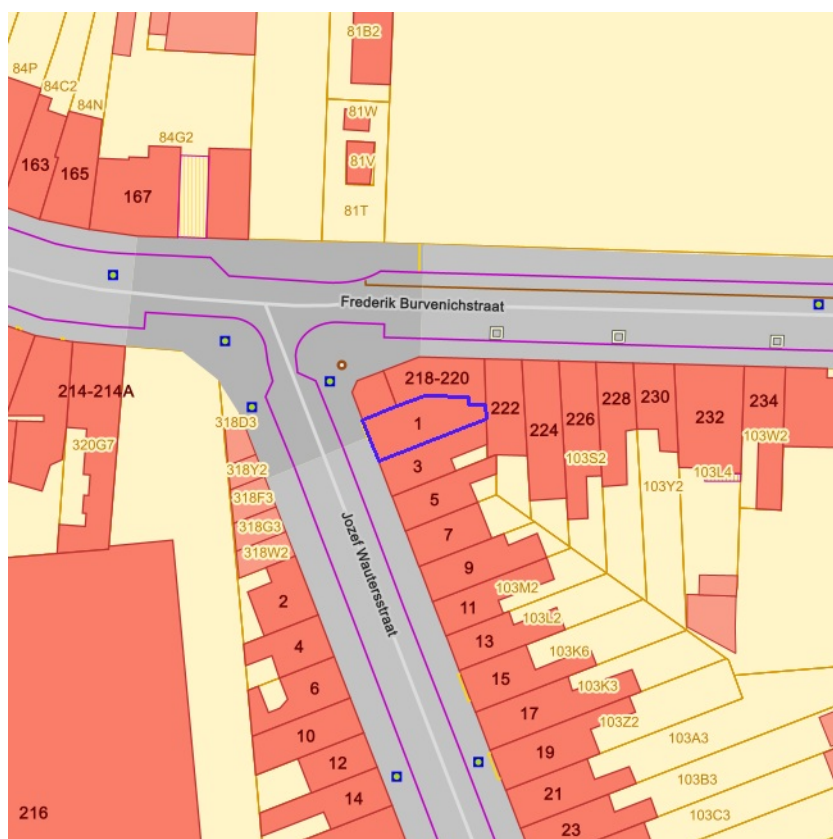 81B2
84P
84C2
84N
81W
84G2
163
165
81V
167
81T
Frederik Burvenichstraat
214-214A
218-220
222
224
226
228
230
232
234
318D3
1
320G7
103W2
103S2
103L4
318Y2
3
103Y2
318F3
5
318G3
7
318W2
Jozef Wautersstraat
9
103M2
2
11
103L2
4
13
103K6
6
15
103K3
17
103Z2
10
19
103A3
12
103B3
14
21
216
103C3
23